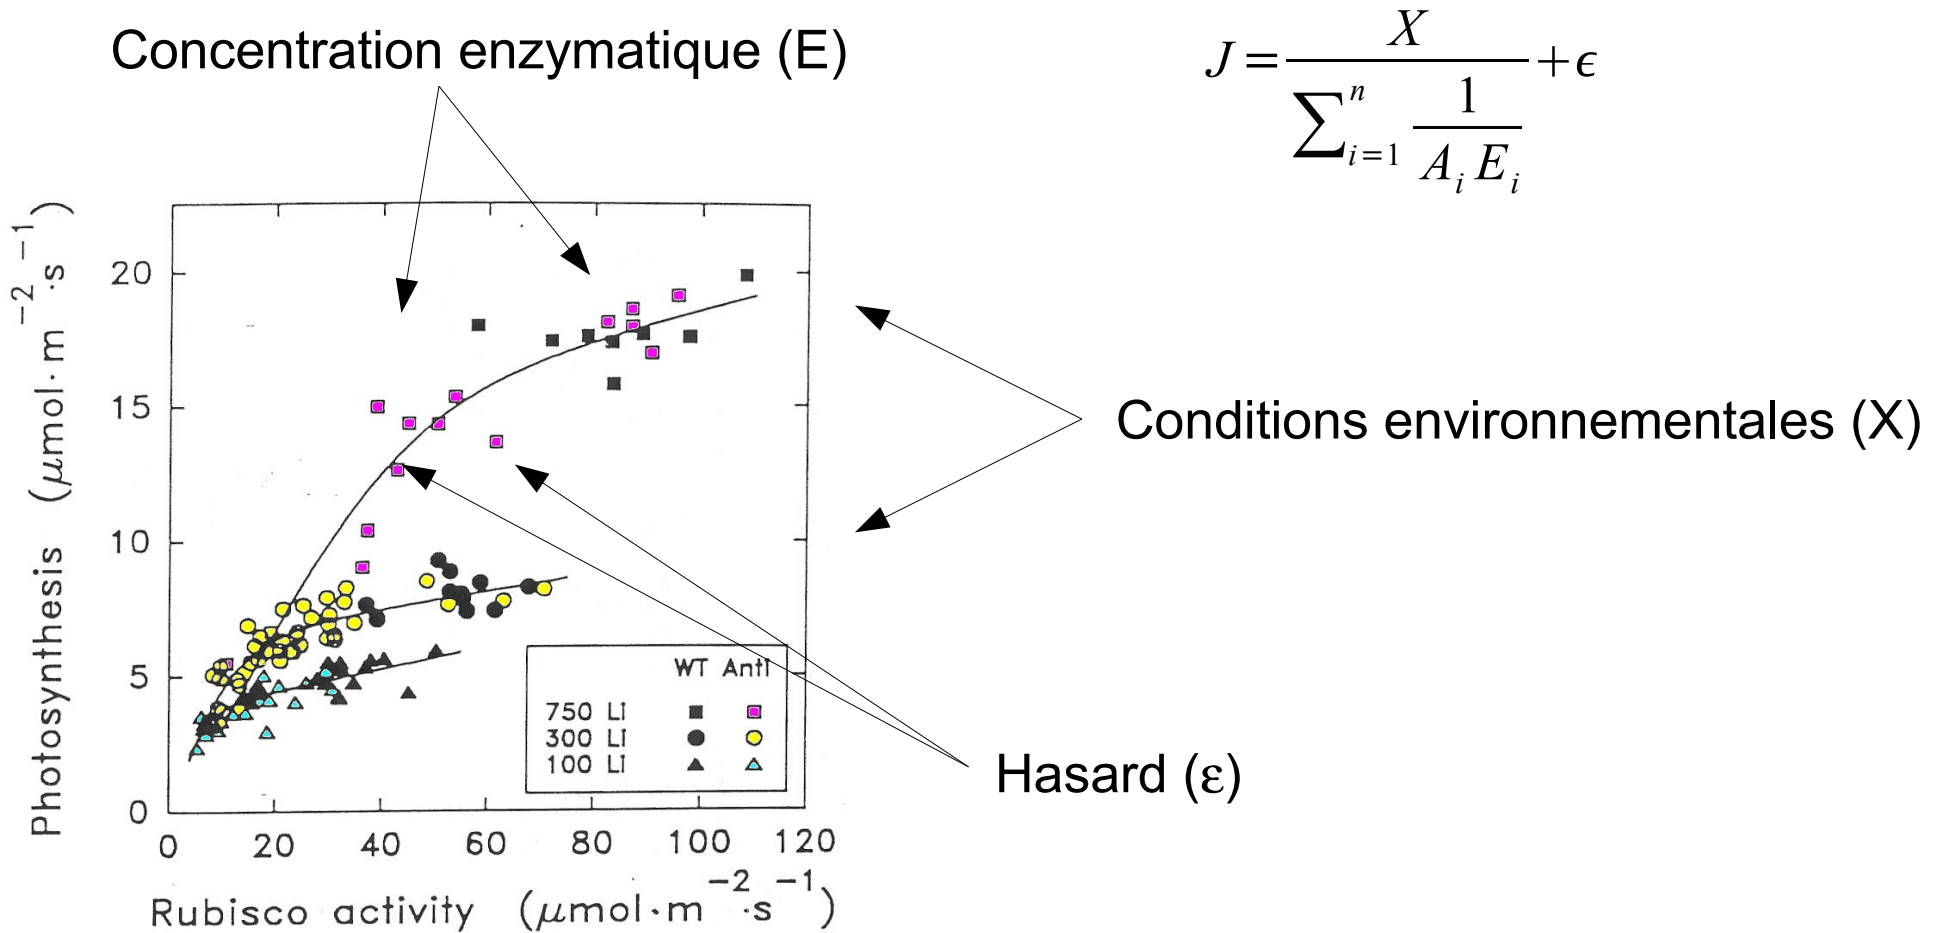 Concentration enzymatique (E)
J = X / ∑_{i=1}^{n} 1 / (A_i E_i) + ϵ
Photosynthesis (μmol·m⁻²·s⁻¹)
20
15
10
5
0
Conditions environnementales (X)
WT Anti
750 Li
300 Li
100 Li
Hasard (ε)
0 20 40 60 80 100 120
Rubisco activity (μmol·m⁻²·s⁻¹)